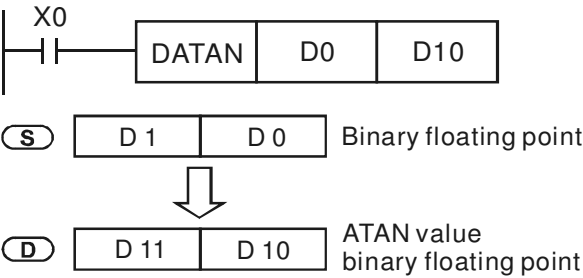 X0
DATAN D0 D10
S D 1 D 0 Binary floating point
D D 11 D 10 ATAN value
binary floating point